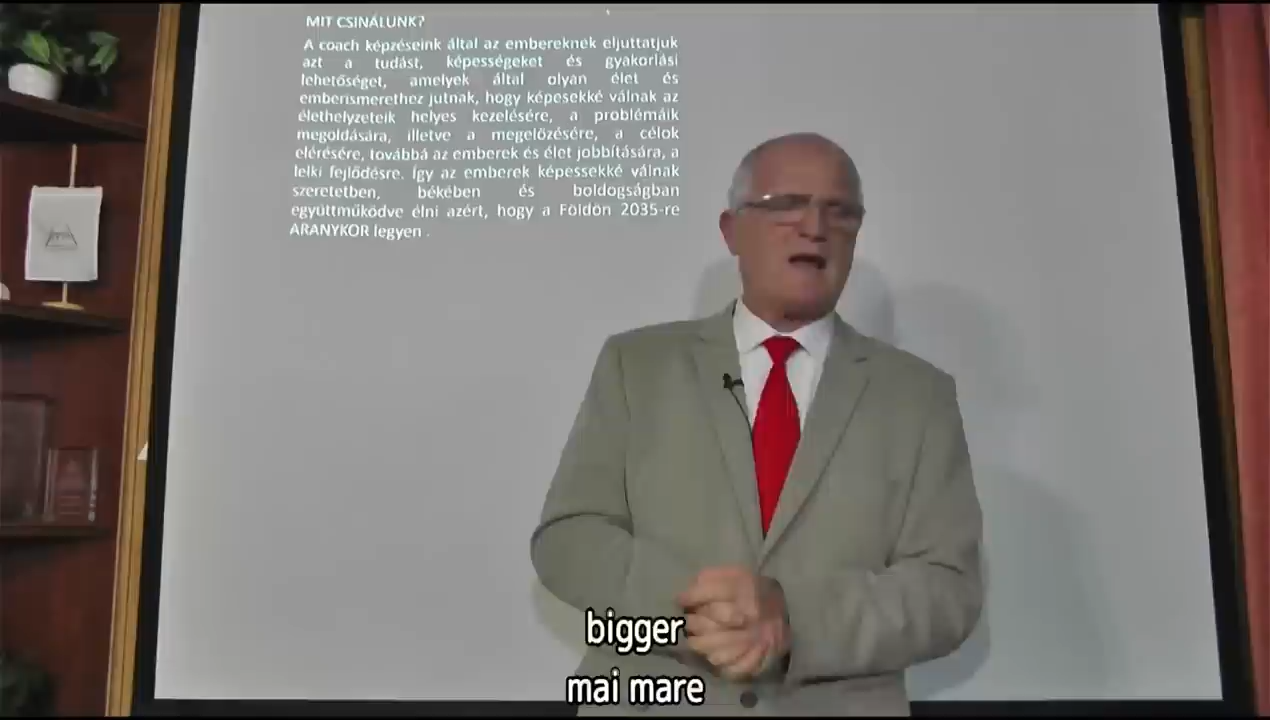 MIT CSINÁLUNK?
A coach képzéseink által az embereknek eljuttatjuk
azt a tudást, képességeket és gyakorlási
lehetőséget, amelyek által olyan élet és
emberismerethez jutnak, hogy képesekké válnak az
élethelyzeteik helyes kezelésére, a problémáik
megoldására, illetve a megelőzésére, a célok
elérésére, továbbá az emberek és élet jobbítására, a
lelki fejlődésre. Így az emberek képessekké válnak
szeretetben, békében és boldogságban
együttműködve élni azért, hogy a Földön 2035-re
ARANYKOR legyen .
bigger
mai mare